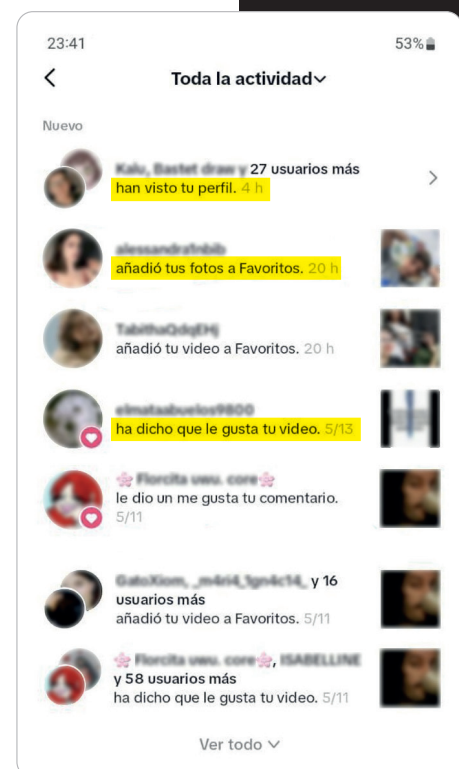 23:41
53%
Toda la actividad
Nuevo
27 usuarios más
han visto tu perfil. 4 h
añadió tus fotos a Favoritos. 20 h
añadió tu video a Favoritos. 20 h
ha dicho que le gusta tu video. 5/13
le dio un me gusta tu comentario.
5/11
y 16
usuarios más
añadió tu video a Favoritos. 5/11
y 58 usuarios más
ha dicho que le gusta tu video. 5/11
Ver todo